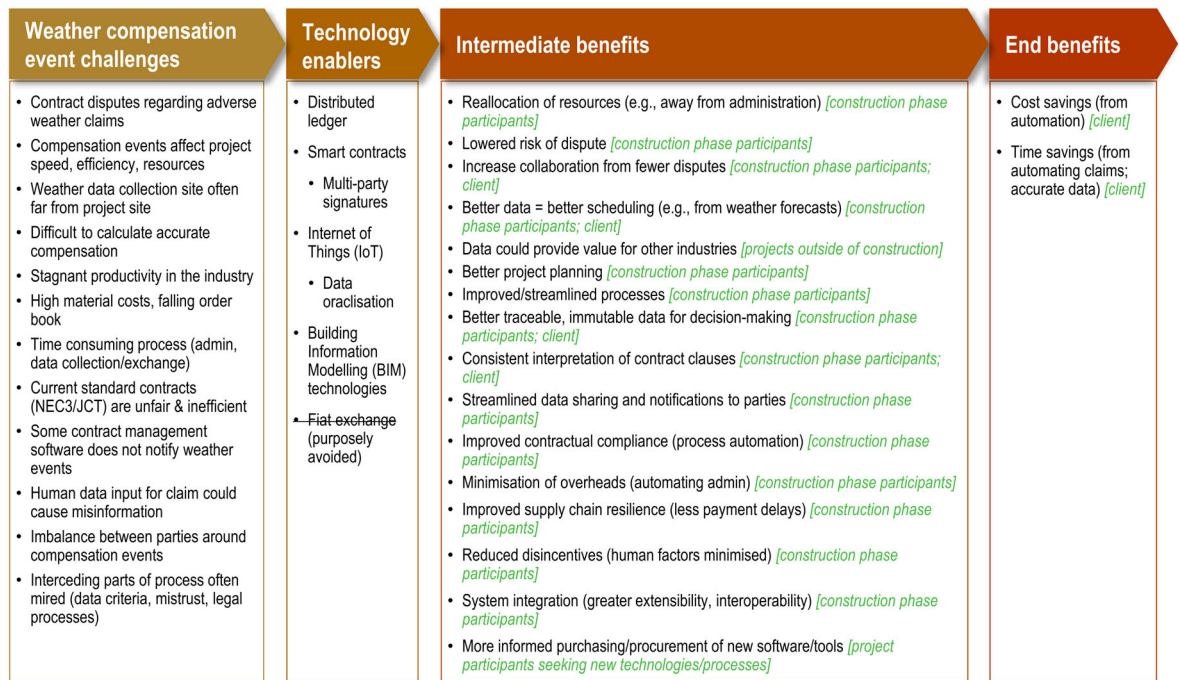 Weather compensation
event challenges
• Contract disputes regarding adverse
weather claims
• Compensation events affect project
speed, efficiency, resources
• Weather data collection site often
far from project site
• Difficult to calculate accurate
compensation
• Stagnant productivity in the industry
• High material costs, falling order
book
• Time consuming process (admin,
data collection/exchange)
• Current standard contracts
(NEC3/JCT) are unfair & inefficient
• Some contract management
software does not notify weather
events
• Human data input for claim could
cause misinformation
• Imbalance between parties around
compensation events
• Interceding parts of process often
mired (data criteria, mistrust, legal
processes)
Technology
enablers
• Distributed
ledger
• Smart contracts
• Multi-party
signatures
• Internet of
Things (IoT)
• Data
oraclisation
• Building
Information
Modelling (BIM)
technologies
• Fiat exchange
(purposely
avoided)
Intermediate benefits
• Reallocation of resources (e.g., away from administration) [construction phase
participants]
• Lowered risk of dispute [construction phase participants]
• Increase collaboration from fewer disputes [construction phase participants;
client]
• Better data = better scheduling (e.g., from weather forecasts) [construction
phase participants; client]
• Data could provide value for other industries [projects outside of construction]
• Better project planning [construction phase participants]
• Improved/streamlined processes [construction phase participants]
• Better traceable, immutable data for decision-making [construction phase
participants; client]
• Consistent interpretation of contract clauses [construction phase participants;
client]
• Streamlined data sharing and notifications to parties [construction phase
participants]
• Improved contractual compliance (process automation) [construction phase
participants]
• Minimisation of overheads (automating admin) [construction phase participants]
• Improved supply chain resilience (less payment delays) [construction phase
participants]
• Reduced disincentives (human factors minimised) [construction phase
participants]
• System integration (greater extensibility, interoperability) [construction phase
participants]
• More informed purchasing/procurement of new software/tools [project
participants seeking new technologies/processes]
End benefits
• Cost savings (from
automation) [client]
• Time savings (from
automating claims;
accurate data) [client]